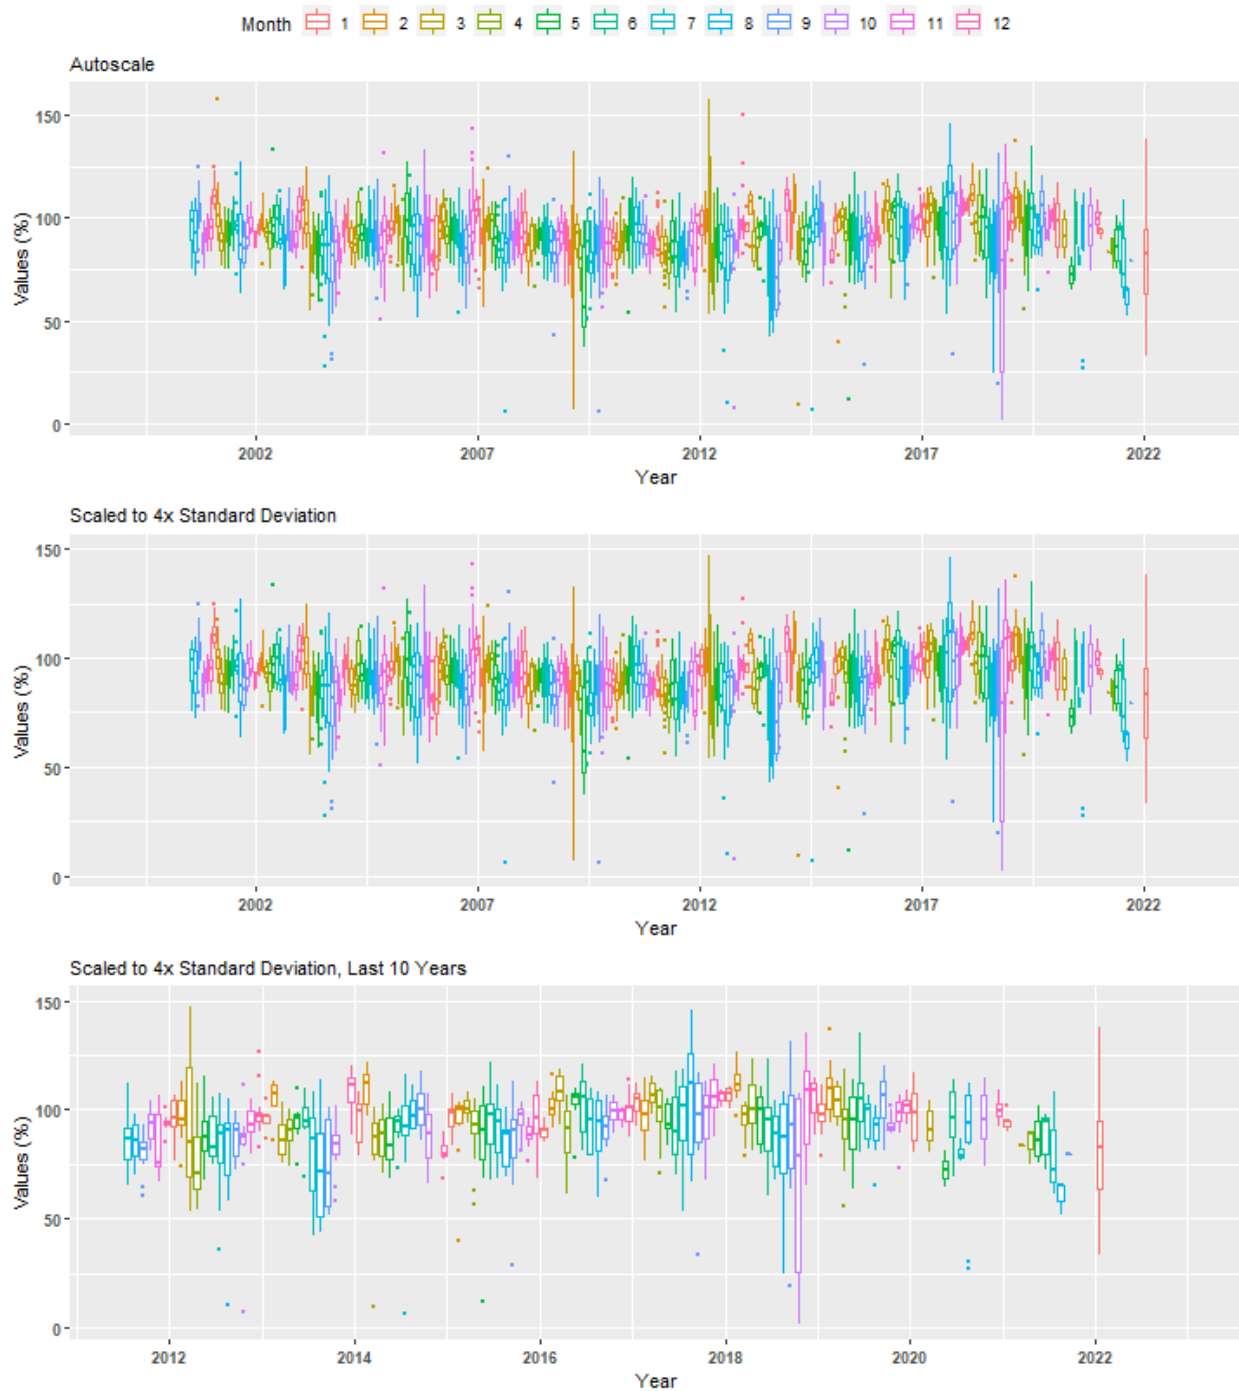 Month 1 2 3 4 5 6 7 8 9 10 11 12
Autoscale
150
100
50
0
Values (%)
2002 2007 2012 2017 2022
Year
Scaled to 4x Standard Deviation
150
100
50
0
Values (%)
2002 2007 2012 2017 2022
Year
Scaled to 4x Standard Deviation, Last 10 Years
150
100
50
0
Values (%)
2012 2014 2016 2018 2020 2022
Year